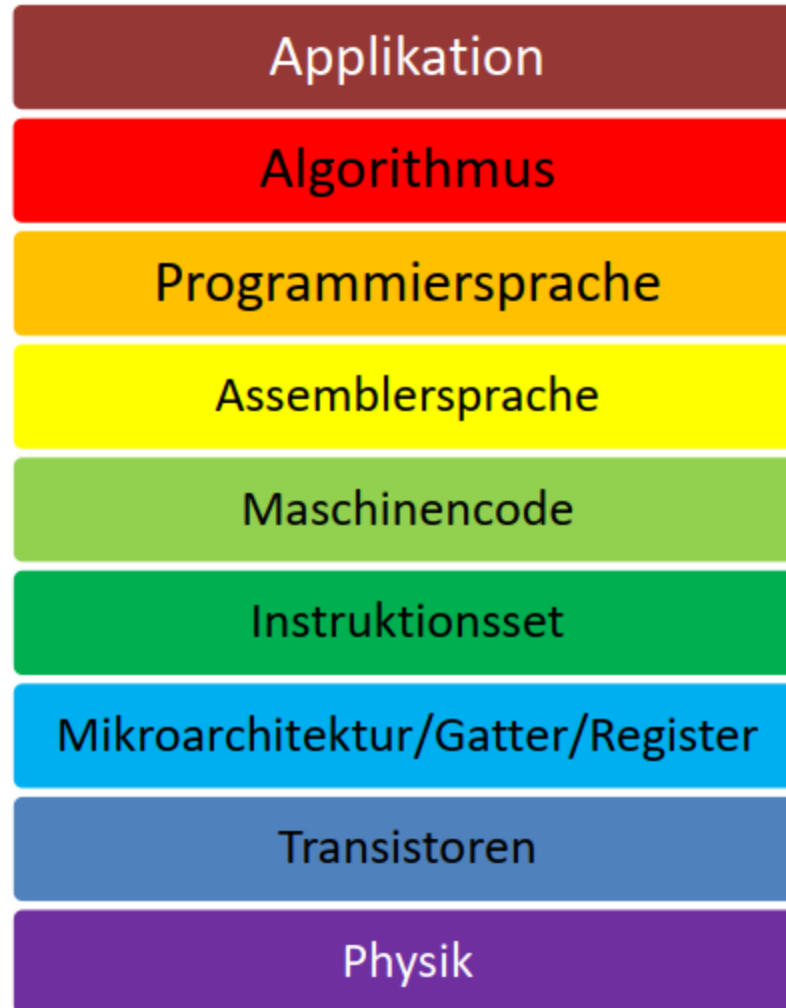 Applikation
Algorithmus
Programmiersprache
Assemblersprache
Maschinencode
Instruktionsset
Mikroarchitektur/Gatter/Register
Transistoren
Physik